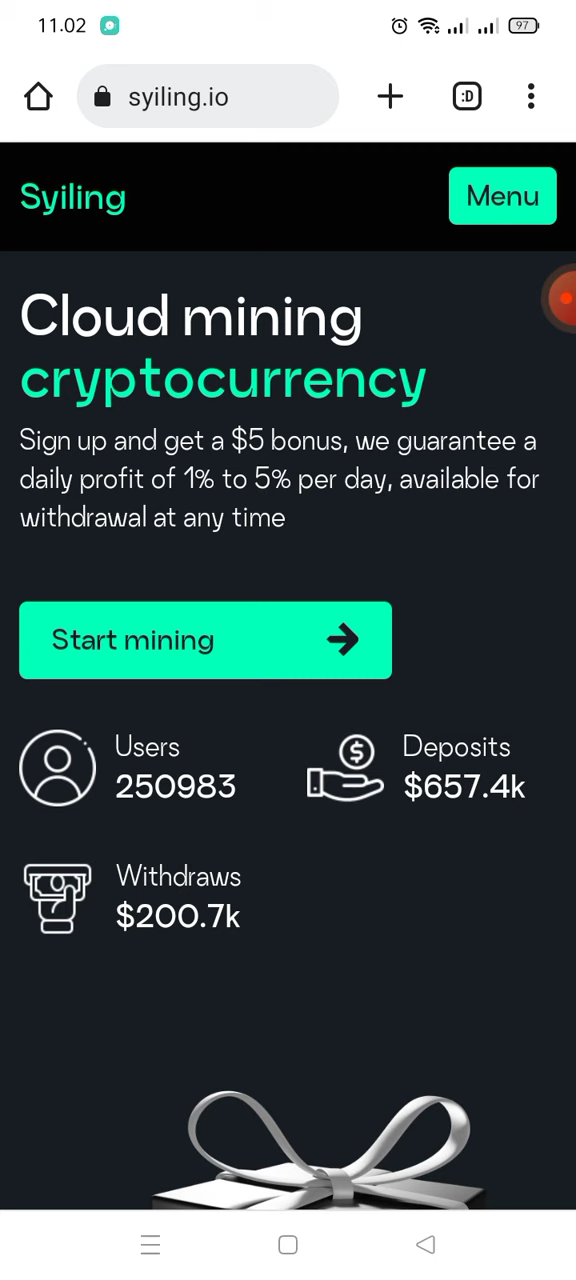 11.02
97
syiling.io
:D
Syiling
Menu
Cloud mining
cryptocurrency
Sign up and get a $5 bonus, we guarantee a
daily profit of 1% to 5% per day, available for
withdrawal at any time
Start mining
Users
250983
Deposits
$657.4k
Withdraws
$200.7k